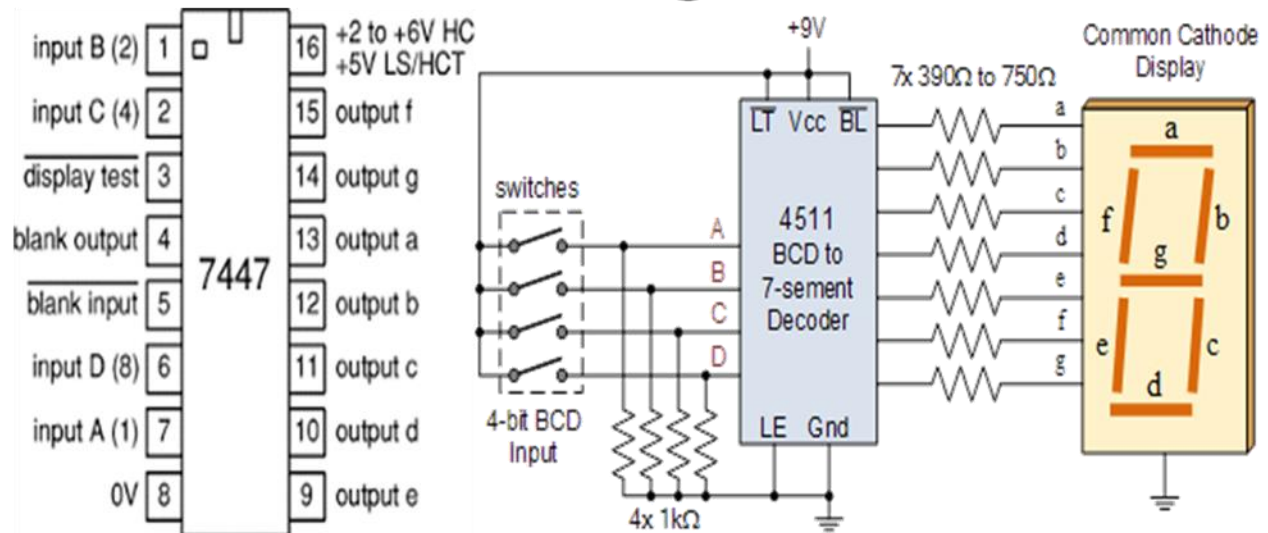 input B (2) 1
input C (4) 2
display test 3
blank output 4
blank input 5
input D (8) 6
input A (1) 7
0V 8
7447
16 +2 to +6V HC
+5V LS/HCT
15 output f
14 output g
13 output a
12 output b
11 output c
10 output d
9 output e
+9V
LT Vcc BL
switches
A
B
C
D
4-bit BCD
Input
4x 1kΩ
4511
BCD to
7-sement
Decoder
LE Gnd
7x 390Ω to 750Ω
a
b
c
d
e
f
g
Common Cathode
Display
a
f b
g
e c
d